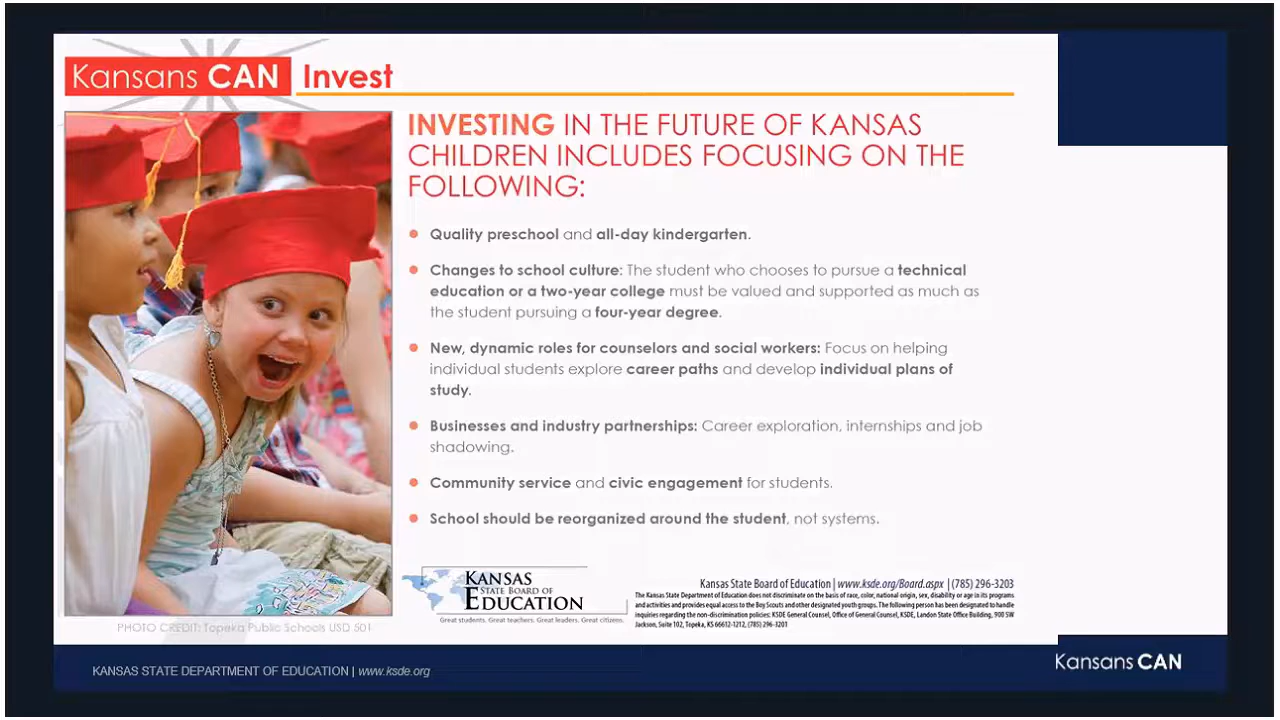 Kansans CAN Invest
INVESTING IN THE FUTURE OF KANSAS
CHILDREN INCLUDES FOCUSING ON THE
FOLLOWING:
• Quality preschool and all-day kindergarten.
• Changes to school culture: The student who chooses to pursue a technical
education or a two-year college must be valued and supported as much as
the student pursuing a four-year degree.
• New, dynamic roles for counselors and social workers: Focus on helping
individual students explore career paths and develop individual plans of
study.
• Businesses and industry partnerships: Career exploration, internships and job
shadowing.
• Community service and civic engagement for students.
• School should be reorganized around the student, not systems.
KANSAS
STATE BOARD OF
EDUCATION
Great students. Great teachers. Great leaders. Great citizens.
Kansas State Board of Education | www.ksde.org/Board.aspx | (785) 296-3203
The Kansas State Department of Education does not discriminate on the basis of race, color, national origin, sex, disability or age in its programs
and activities and provides equal access to the Boy Scouts and other designated youth groups. The following person has been designated to handle
inquiries regarding the non-discrimination policies: KSDE General Counsel, Office of General Counsel, KSDE, Landon State Office Building, 900 SW
Jackson, Suite 102, Topeka, KS 66612-1212, (785) 296-3201
PHOTO CREDIT: Topeka Public Schools USD 501
KANSAS STATE DEPARTMENT OF EDUCATION | www.ksde.org
Kansans CAN